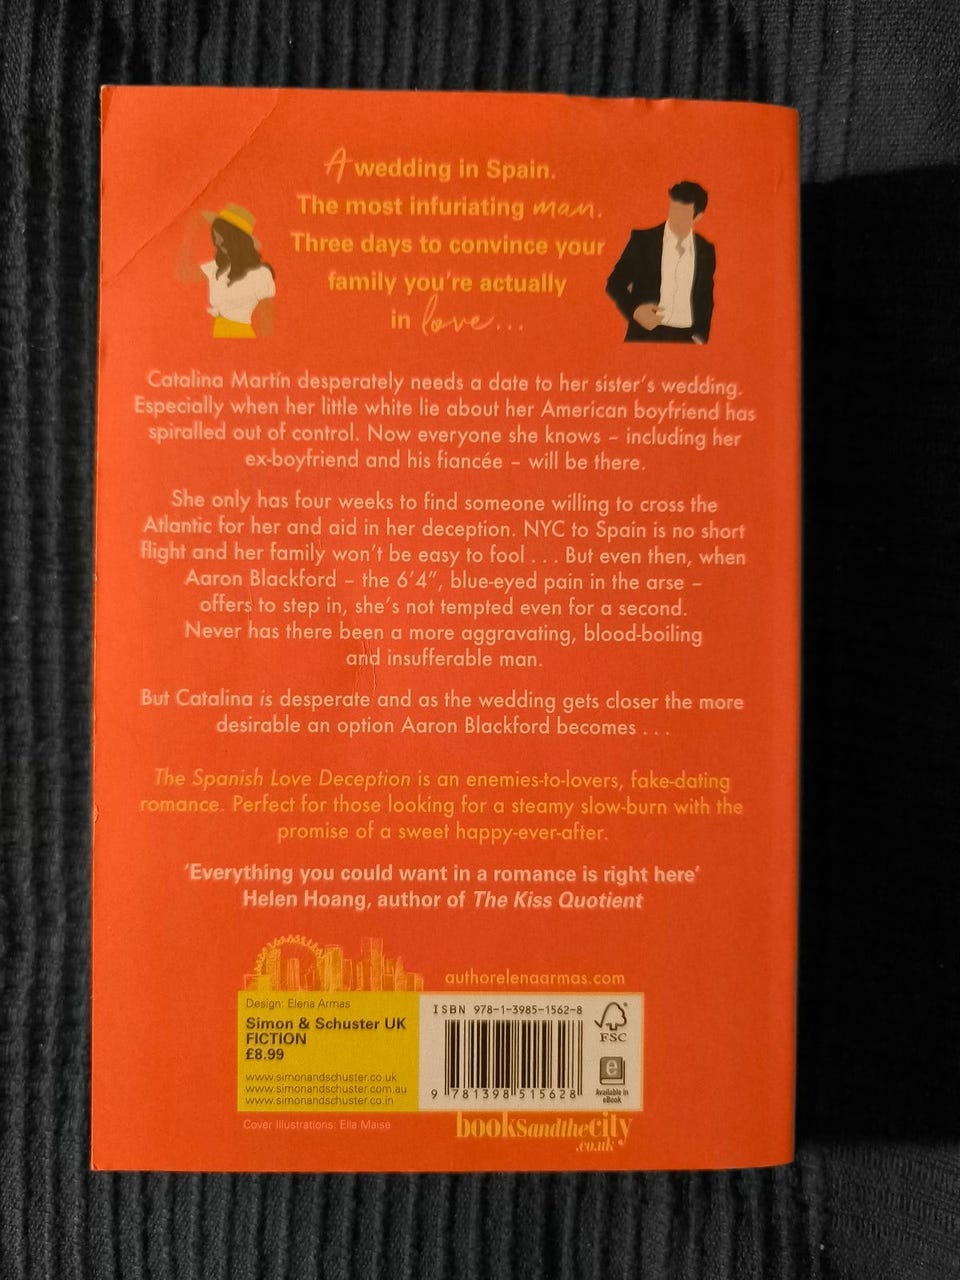 A wedding in Spain.
The most infuriating man.
Three days to convince your
family you're actually
in love...
Catalina Martín desperately needs a date to her sister's wedding.
Especially when her little white lie about her American boyfriend has
spiralled out of control. Now everyone she knows – including her
ex-boyfriend and his fiancée – will be there.
She only has four weeks to find someone willing to cross the
Atlantic for her and aid in her deception. NYC to Spain is no short
flight and her family won't be easy to fool . . . But even then, when
Aaron Blackford – the 6'4", blue-eyed pain in the arse –
offers to step in, she's not tempted even for a second.
Never has there been a more aggravating, blood-boiling
and insufferable man.
But Catalina is desperate and as the wedding gets closer the more
desirable an option Aaron Blackford becomes . . .
The Spanish Love Deception is an enemies-to-lovers, fake-dating
romance. Perfect for those looking for a steamy slow-burn with the
promise of a sweet happy-ever-after.
'Everything you could want in a romance is right here'
Helen Hoang, author of The Kiss Quotient
authorelenaarmas.com
Design: Elena Armas
Simon & Schuster UK
FICTION
£8.99
www.simonandschuster.co.uk
www.simonandschuster.com.au
www.simonandschuster.co.in
ISBN 978-1-3985-1562-8
9 781398 515628
FSC
e
Available in
eBook
Cover Illustrations: Ella Maise
booksandthecity
.co.uk